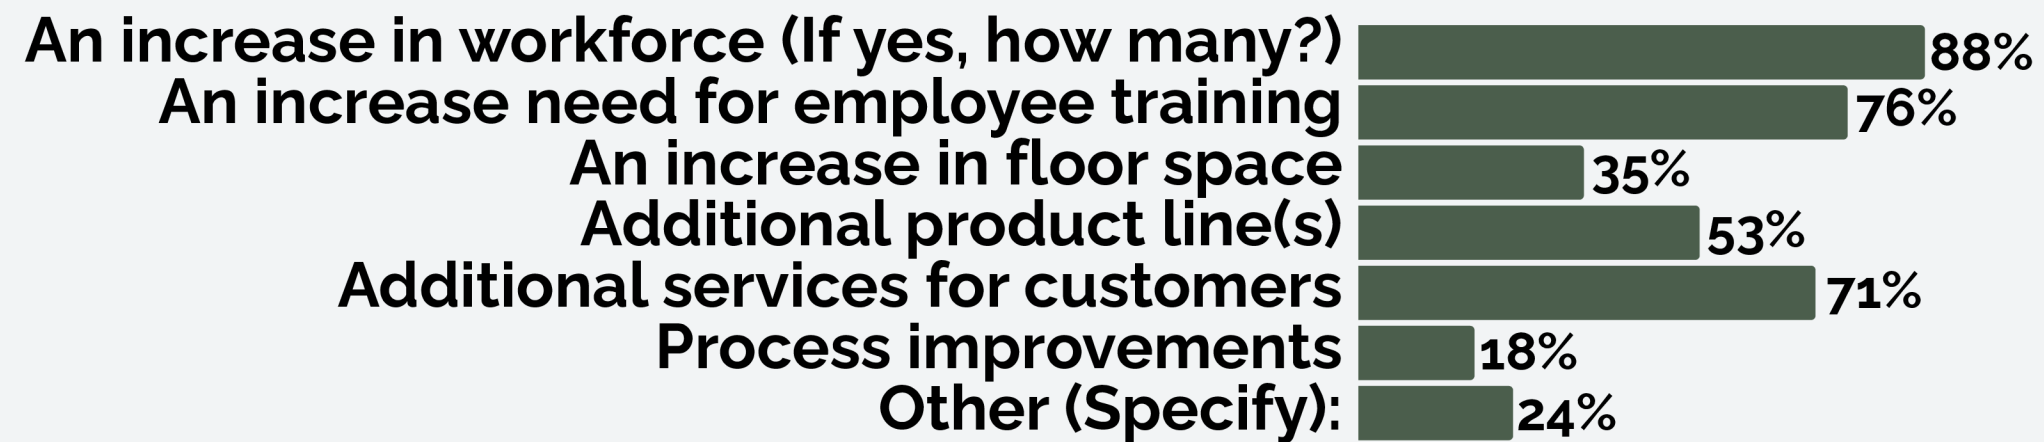 An increase in workforce (If yes, how many?) 88%
An increase need for employee training 76%
An increase in floor space 35%
Additional product line(s) 53%
Additional services for customers 71%
Process improvements 18%
Other (Specify): 24%